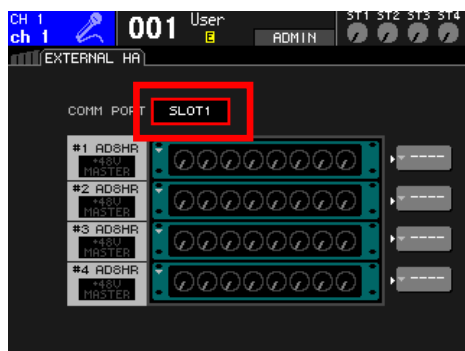 CH 1
ch 1
001
User
E
ADMIN
ST1 ST2 ST3 ST4
EXTERNAL HA
COMM PORT
SLOT1
#1 AD8HR
+48V
MASTER
----
#2 AD8HR
+48V
MASTER
----
#3 AD8HR
+48V
MASTER
----
#4 AD8HR
+48V
MASTER
----